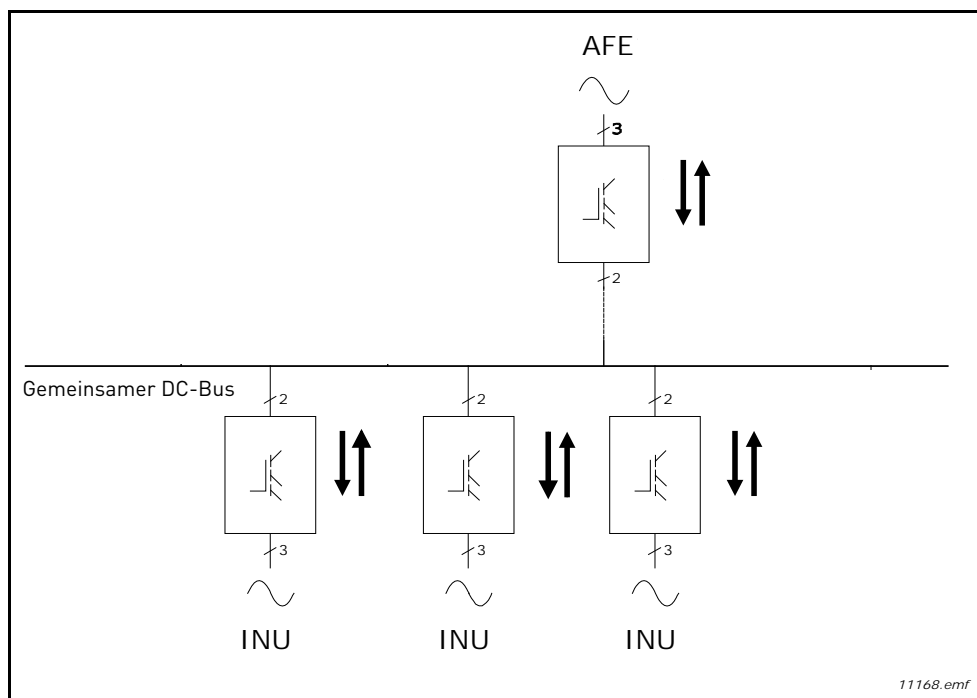 AFE
3
2
Gemeinsamer DC-Bus
2 2 2
3 3 3
INU INU INU
11168.emf